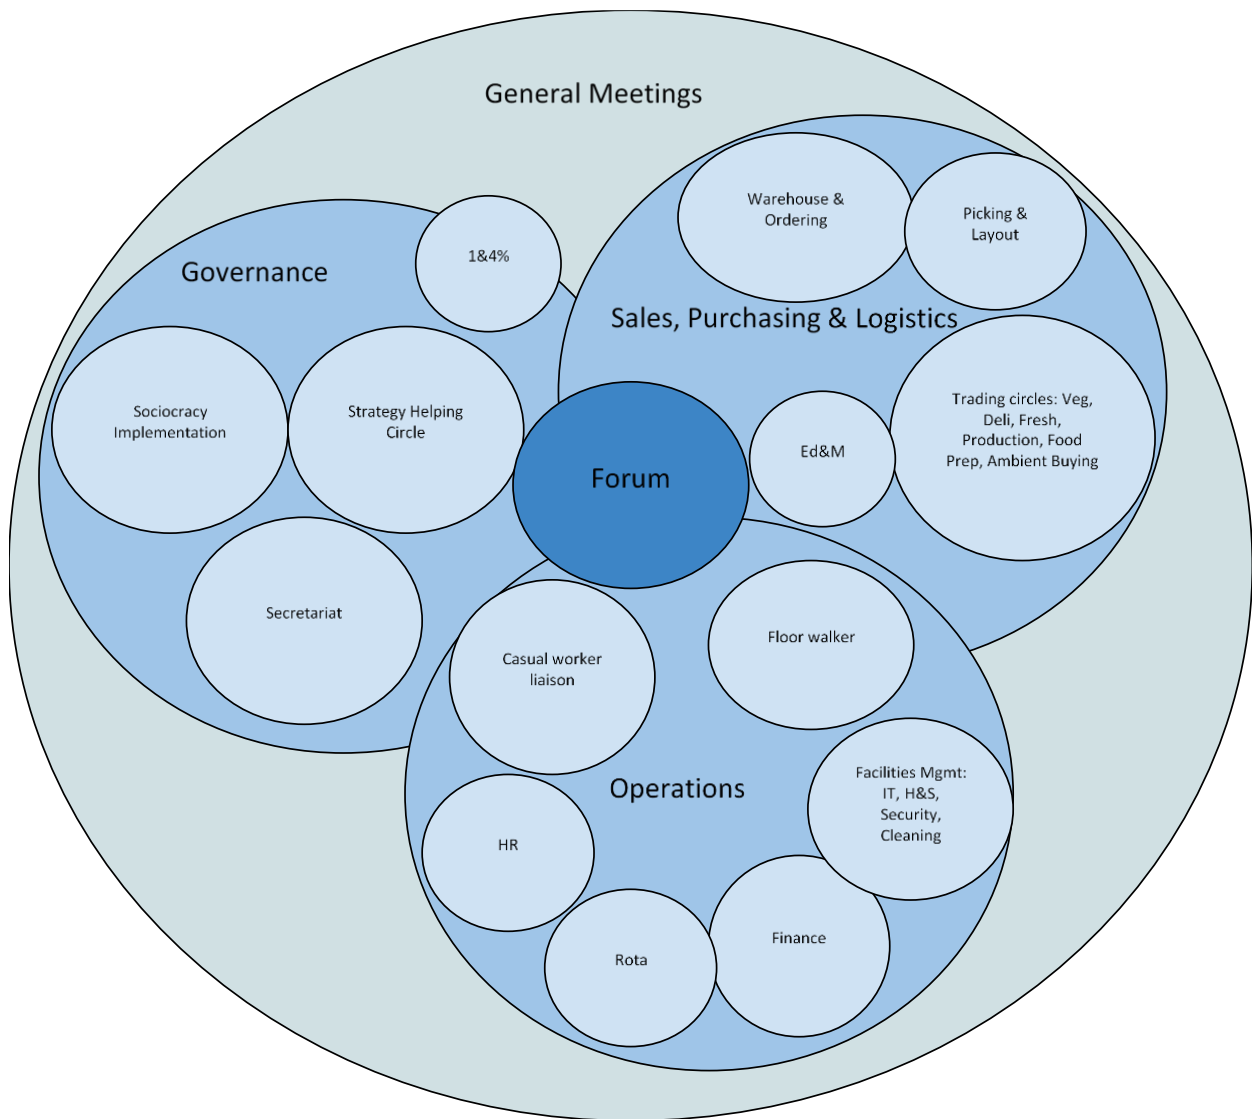 General Meetings
Governance
1&4%
Sociocracy
Implementation
Strategy Helping
Circle
Secretariat
Warehouse &
Ordering
Picking &
Layout
Sales, Purchasing & Logistics
Trading circles: Veg,
Deli, Fresh,
Production, Food
Prep, Ambient Buying
Ed&M
Forum
Casual worker
liaison
Floor walker
Operations
Facilities Mgmt:
IT, H&S,
Security,
Cleaning
HR
Rota
Finance